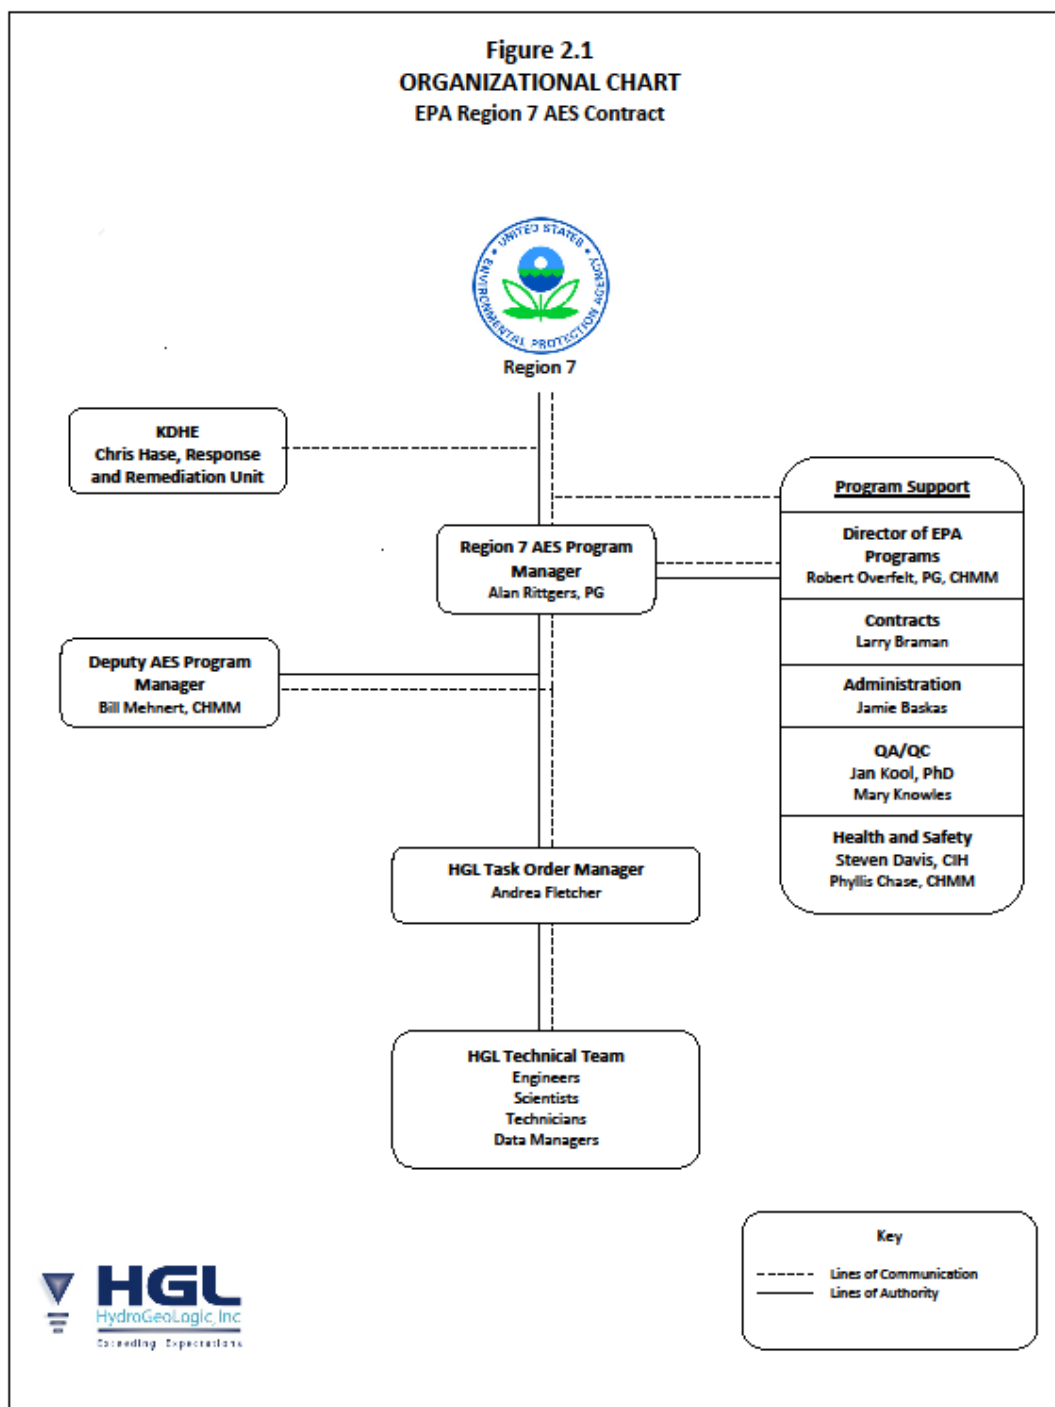 Figure 2.1
ORGANIZATIONAL CHART
EPA Region 7 AES Contract
UNITED STATES
ENVIRONMENTAL PROTECTION AGENCY
Region 7
KDHE
Chris Hase, Response
and Remediation Unit
Program Support
Director of EPA
Programs
Robert Overfelt, PG, CHMM
Contracts
Larry Braman
Administration
Jamie Baskas
QA/QC
Jan Kool, PhD
Mary Knowles
Health and Safety
Steven Davis, CIH
Phyllis Chase, CHMM
Region 7 AES Program
Manager
Alan Rittgers, PG
Deputy AES Program
Manager
Bill Mehnert, CHMM
HGL Task Order Manager
Andrea Fletcher
HGL Technical Team
Engineers
Scientists
Technicians
Data Managers
Key
Lines of Communication
Lines of Authority
HGL
HydroGeoLogic, Inc
Exceeding Expectations